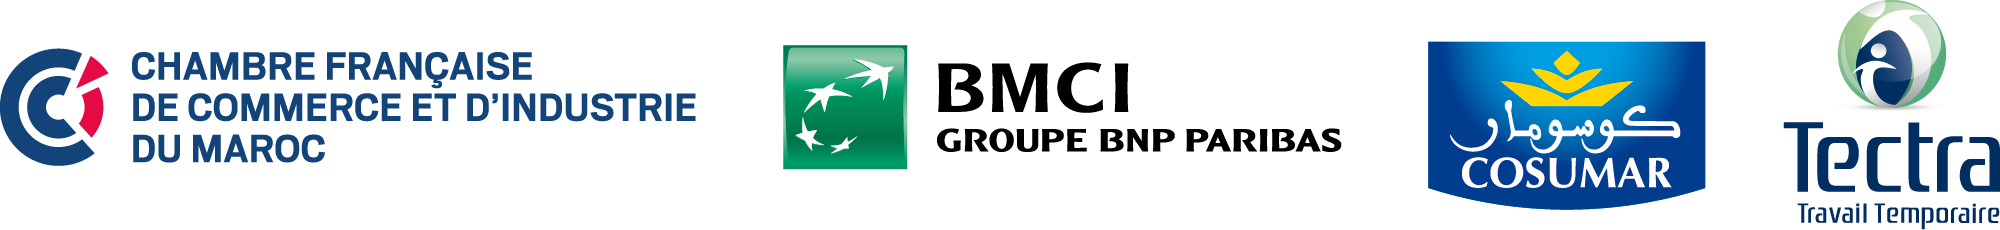 CHAMBRE FRANÇAISE
DE COMMERCE ET D'INDUSTRIE
DU MAROC
BMCI
GROUPE BNP PARIBAS
كوسومار
COSUMAR
Tectra
Travail Temporaire